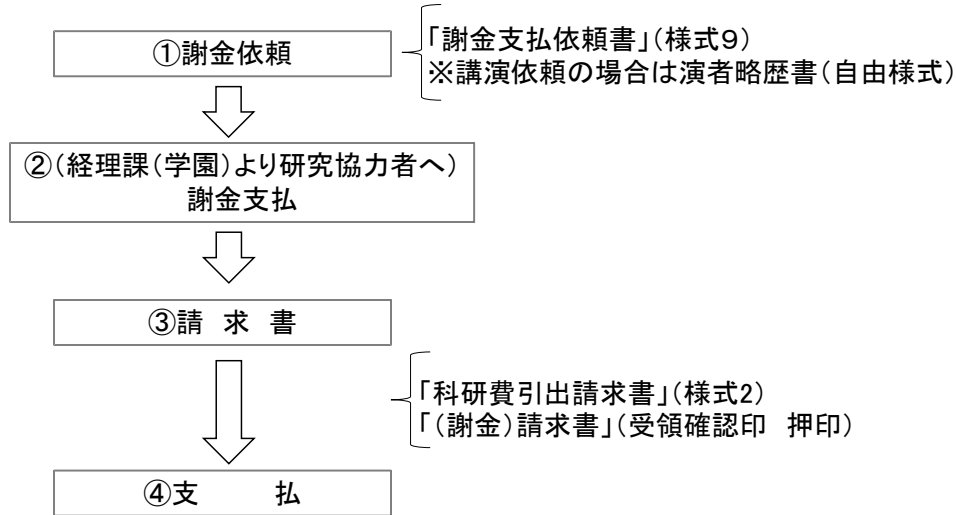 ①謝金依頼
「謝金支払依頼書」(様式9)
※講演依頼の場合は演者略歴書(自由様式)
②(経理課(学園)より研究協力者へ)
謝金支払
③請 求 書
「科研費引出請求書」(様式2)
「(謝金)請求書」(受領確認印 押印)
④支 払